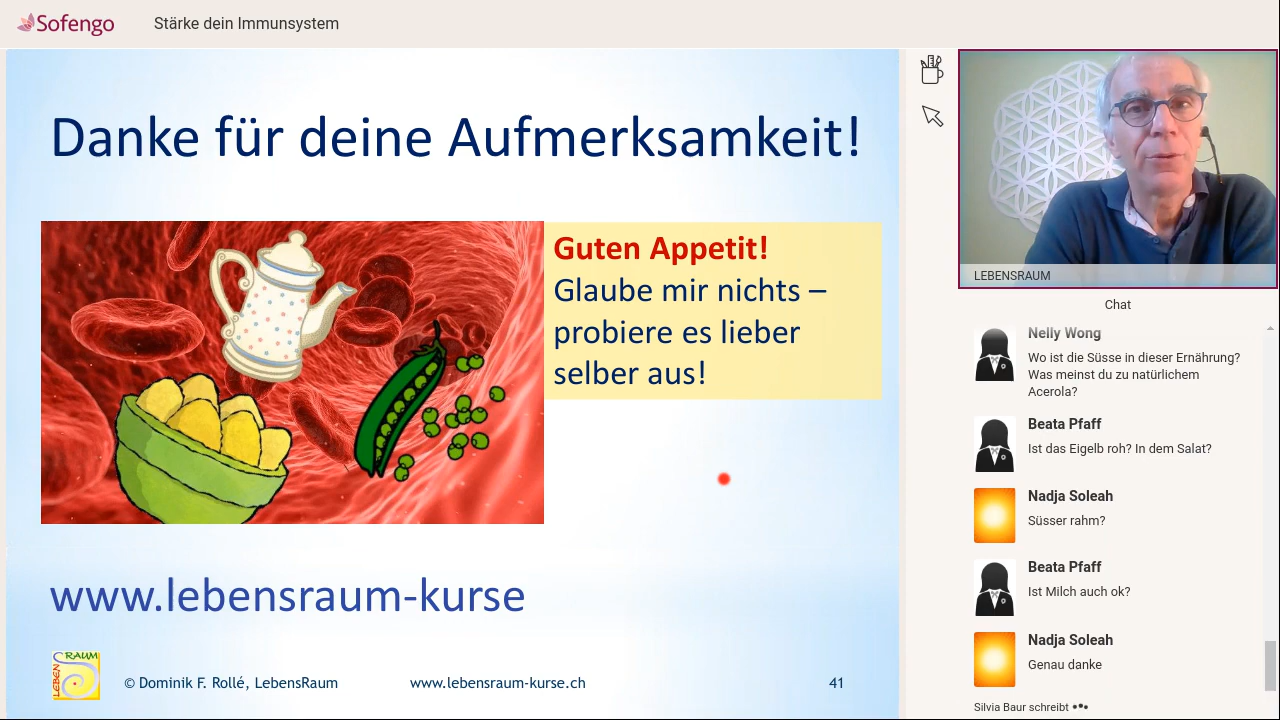 Sofengo
Stärke dein Immunsystem
Danke für deine Aufmerksamkeit!
Guten Appetit!
Glaube mir nichts –
probiere es lieber
selber aus!
www.lebensraum-kurse
LEBENS
RAUM
© Dominik F. Rollé, LebensRaum
www.lebensraum-kurse.ch
41
LEBENSRAUM
Chat
Nelly Wong
Wo ist die Süsse in dieser Ernährung?
Was meinst du zu natürlichem
Acerola?
Beata Pfaff
Ist das Eigelb roh? In dem Salat?
Nadja Soleah
Süsser rahm?
Beata Pfaff
Ist Milch auch ok?
Nadja Soleah
Genau danke
Silvia Baur schreibt